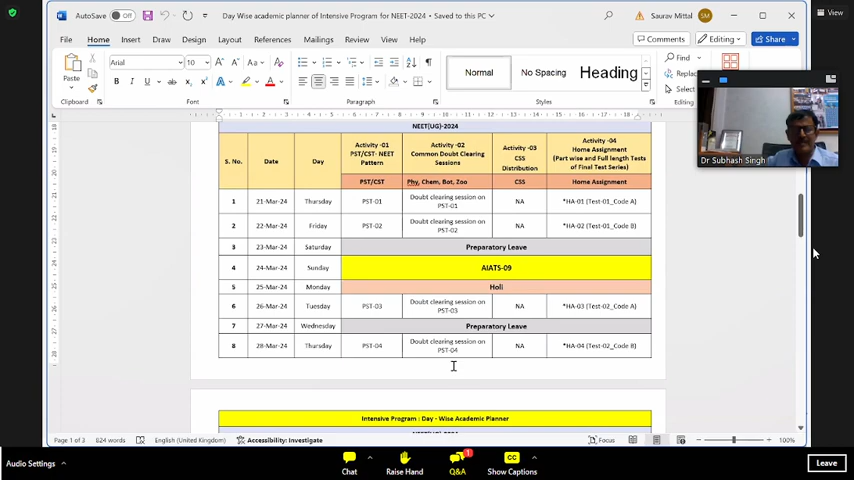 View
AutoSave Off
Day Wise academic planner of Intensive Program for NEET-2024 • Saved to this PC
Saurav Mittal SM
File Home Insert Draw Design Layout References Mailings Review View Help
Comments Editing Share
Paste
Clipboard
Arial 10
B I U ab x₂ x²
Font
Paragraph
Normal No Spacing Heading
Styles
Find
Select
Editing
Dr Subhash Singh
NEET(UG)-2024
S. No. Date Day Activity -01 PST/CST- NEET Pattern Activity -02 Common Doubt Clearing Sessions Activity -03 CSS Distribution Activity -04 Home Assignment (Part wise and Full length Tests of Final Test Series)
PST/CST Phy, Chem, Bot, Zoo CSS Home Assignment
1 21-Mar-24 Thursday PST-01 Doubt clearing session on PST-01 NA *HA-01 (Test-01_Code A)
2 22-Mar-24 Friday PST-02 Doubt clearing session on PST-02 NA *HA-02 (Test-01_Code B)
3 23-Mar-24 Saturday Preparatory Leave
4 24-Mar-24 Sunday AIATS-09
5 25-Mar-24 Monday Holi
6 26-Mar-24 Tuesday PST-03 Doubt clearing session on PST-03 NA *HA-03 (Test-02_Code A)
7 27-Mar-24 Wednesday Preparatory Leave
8 28-Mar-24 Thursday PST-04 Doubt clearing session on PST-04 NA *HA-04 (Test-02_Code B)
Intensive Program : Day - Wise Academic Planner
Page 1 of 3 824 words English (United Kingdom) Accessibility: Investigate Focus 100%
Audio Settings Chat Raise Hand Q&A 1 CC Show Captions Leave